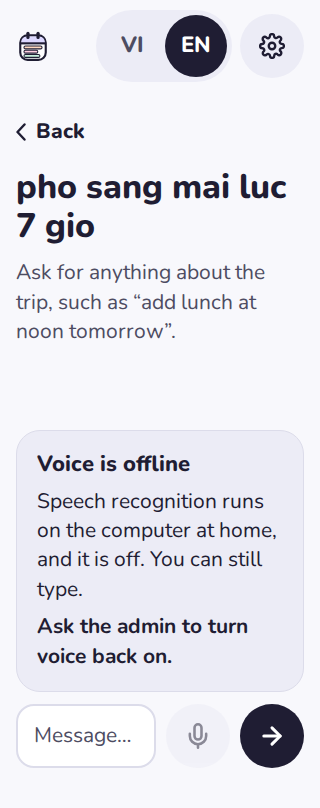 VI
EN
Back
pho sang mai luc
7 gio
Ask for anything about the
trip, such as “add lunch at
noon tomorrow”.
Voice is offline
Speech recognition runs
on the computer at home,
and it is off. You can still
type.
Ask the admin to turn
voice back on.
Message...